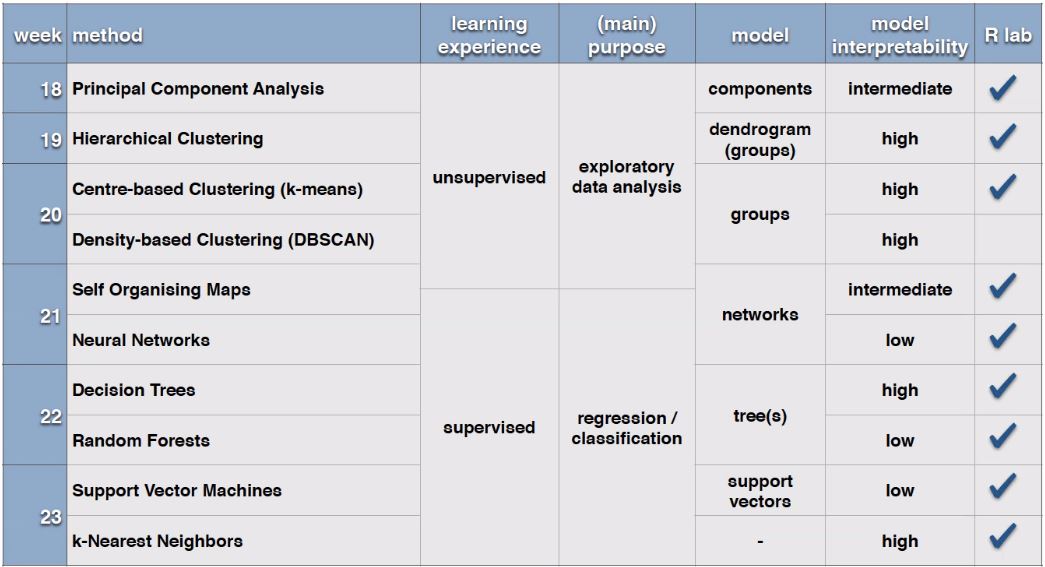 week method learning experience (main) purpose model model interpretability R lab
18 Principal Component Analysis unsupervised exploratory data analysis components intermediate ✓
19 Hierarchical Clustering dendrogram (groups) high ✓
20 Centre-based Clustering (k-means) groups high ✓
Density-based Clustering (DBSCAN) high
21 Self Organising Maps networks intermediate ✓
Neural Networks supervised regression / classification low ✓
22 Decision Trees tree(s) high ✓
Random Forests low ✓
23 Support Vector Machines support vectors low ✓
k-Nearest Neighbors - high ✓